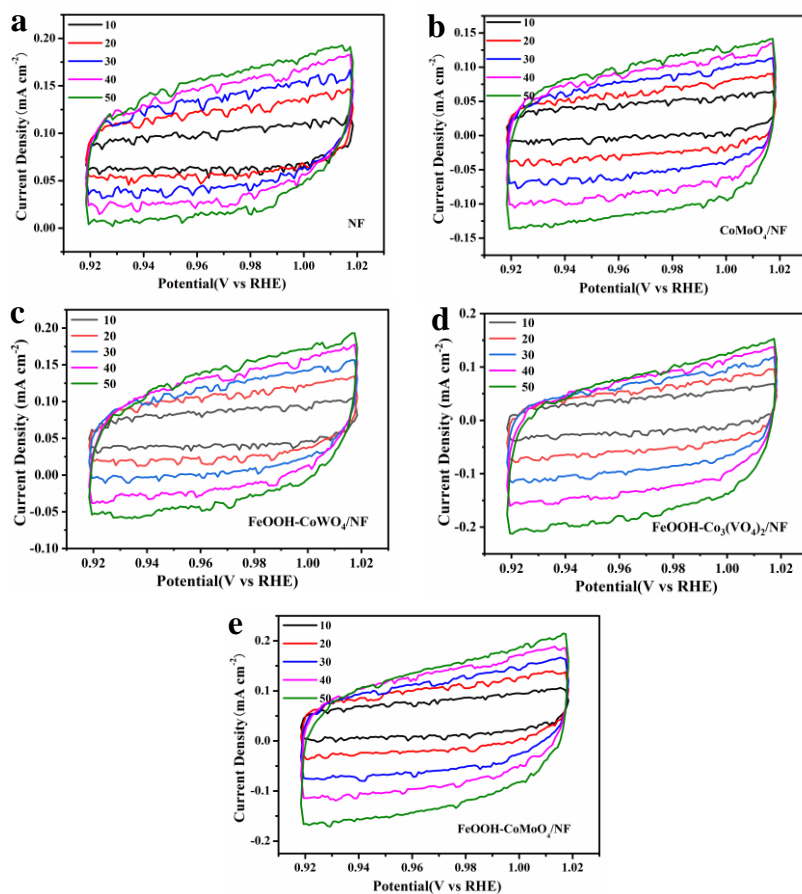 a
10
20
30
40
50
0.20
0.15
0.10
0.05
0.00
Current Density (mA cm⁻²)
NF
0.92 0.94 0.96 0.98 1.00 1.02
Potential(V vs RHE)
b
10
20
30
40
50
0.15
0.10
0.05
0.00
-0.05
-0.10
-0.15
Current Density (mA cm⁻²)
CoMoO₄/NF
0.92 0.94 0.96 0.98 1.00 1.02
Potential(V vs RHE)
c
10
20
30
40
50
0.20
0.15
0.10
0.05
0.00
-0.05
-0.10
Current Density (mA cm⁻²)
FeOOH-CoWO₄/NF
0.92 0.94 0.96 0.98 1.00 1.02
Potential(V vs RHE)
d
10
20
30
40
50
0.2
0.1
0.0
-0.1
-0.2
Current Density (mA cm⁻²)
FeOOH-Co₃(VO₄)₂/NF
0.92 0.94 0.96 0.98 1.00 1.02
Potential(V vs RHE)
e
10
20
30
40
50
0.2
0.1
0.0
-0.1
-0.2
Current Density (mA cm⁻²)
FeOOH-CoMoO₄/NF
0.92 0.94 0.96 0.98 1.00 1.02
Potential(V vs RHE)